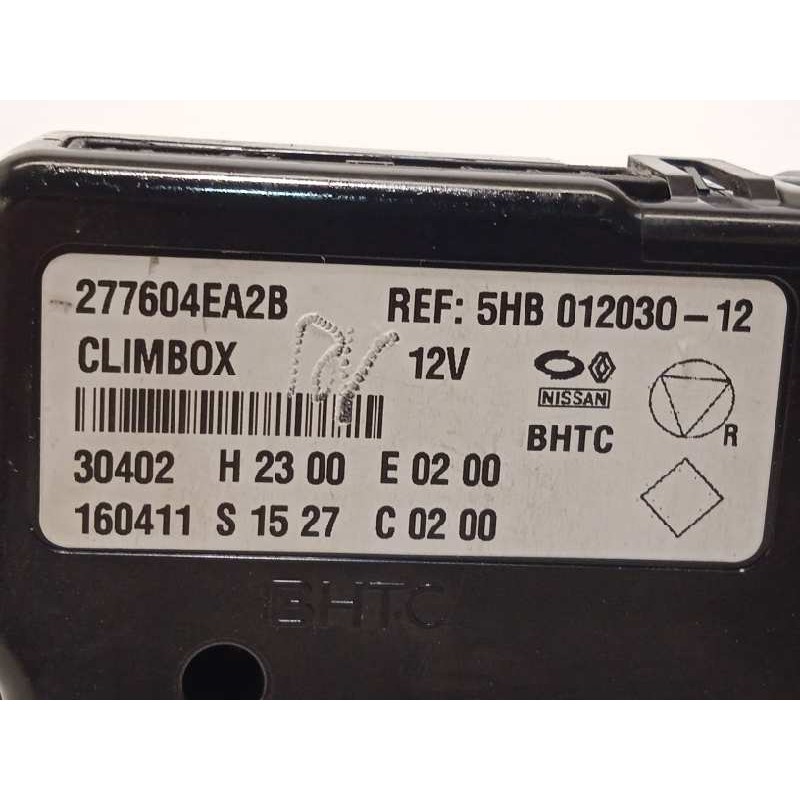 277604EA2B REF: 5HB 012030-12
CLIMBOX 12V
NISSAN
BHTC R
30402 H 23 00 E 02 00
160411 S 15 27 C 02 00
BHTC